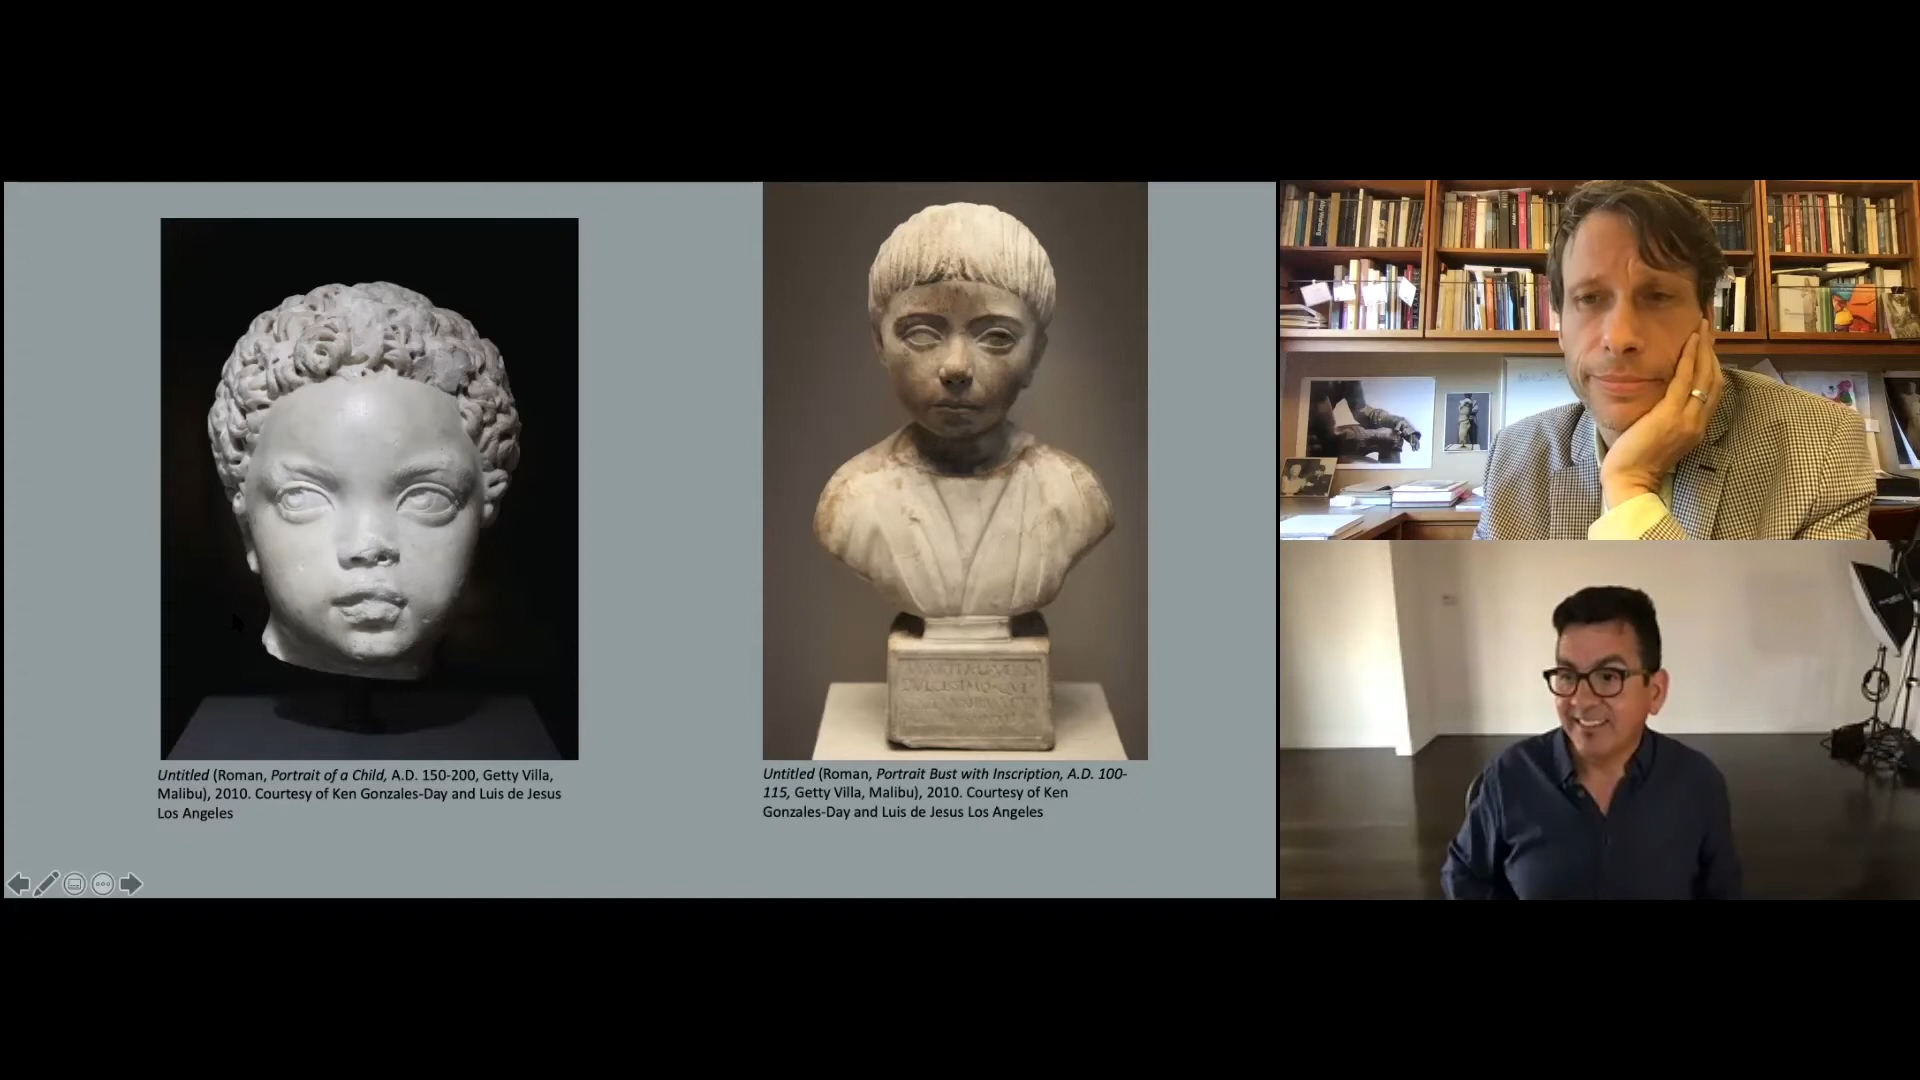 Untitled (Roman, Portrait of a Child, A.D. 150-200, Getty Villa,
Malibu), 2010. Courtesy of Ken Gonzales-Day and Luis de Jesus
Los Angeles
Untitled (Roman, Portrait Bust with Inscription, A.D. 100-
115, Getty Villa, Malibu), 2010. Courtesy of Ken
Gonzales-Day and Luis de Jesus Los Angeles